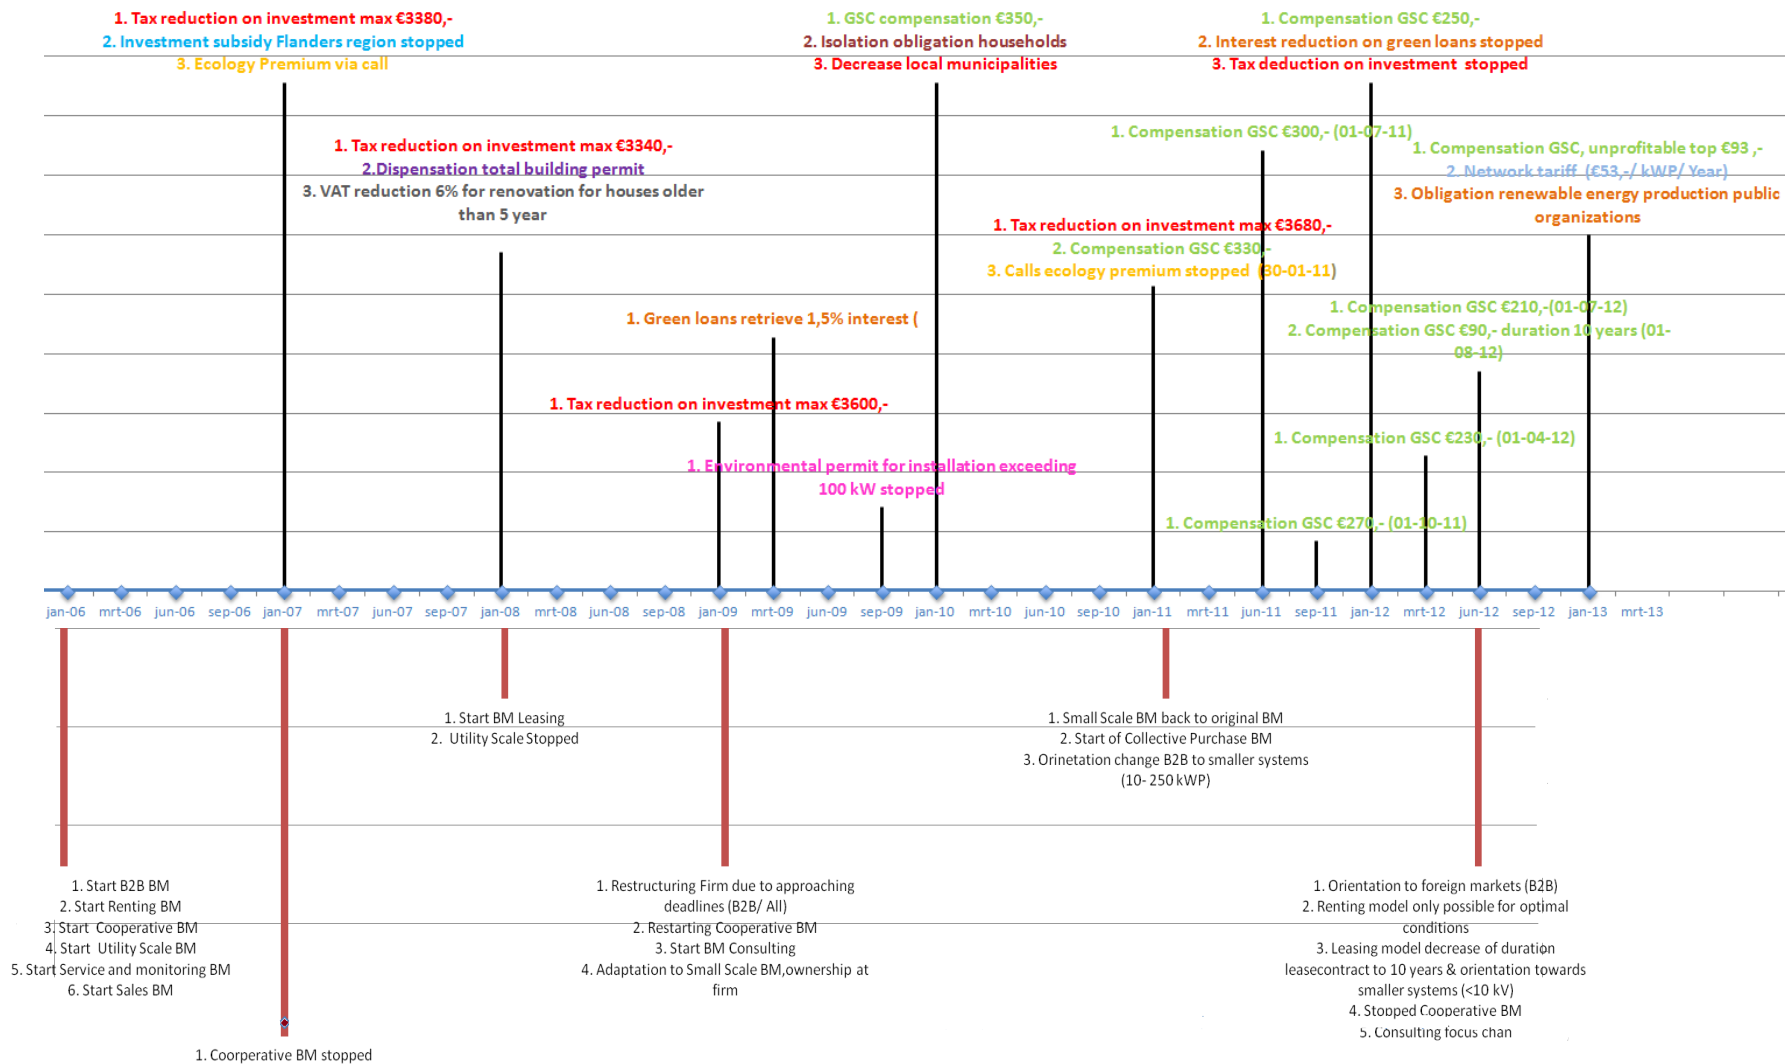 1. Tax reduction on investment max €3380,-
2. Investment subsidy Flanders region stopped
3. Ecology Premium via call
1. GSC compensation €350,-
2. Isolation obligation households
3. Decrease local municipalities
1. Compensation GSC €250,-
2. Interest reduction on green loans stopped
3. Tax deduction on investment stopped
1. Tax reduction on investment max €3340,-
2.Dispensation total building permit
3. VAT reduction 6% for renovation for houses older
than 5 year
1. Compensation GSC €300,- (01-07-11)
1. Compensation GSC, unprofitable top €93 ,-
2. Network tariff (€53,-/ kWP/ Year)
3. Obligation renewable energy production public
organizations
1. Tax reduction on investment max €3680,-
2. Compensation GSC €330,-
3. Calls ecology premium stopped (30-01-11)
1. Green loans retrieve 1,5% interest (
1. Compensation GSC €210,-(01-07-12)
2. Compensation GSC €90,- duration 10 years (01-
08-12)
1. Tax reduction on investment max €3600,-
1. Compensation GSC €230,- (01-04-12)
1. Environmental permit for installation exceeding
100 kW stopped
1. Compensation GSC €270,- (01-10-11)
jan-06 mrt-06 jun-06 sep-06 jan-07 mrt-07 jun-07 sep-07 jan-08 mrt-08 jun-08 sep-08 jan-09 mrt-09 jun-09 sep-09 jan-10 mrt-10 jun-10 sep-10 jan-11 mrt-11 jun-11 sep-11 jan-12 mrt-12 jun-12 sep-12 jan-13 mrt-13
1. Start BM Leasing
2. Utility Scale Stopped
1. Small Scale BM back to original BM
2. Start of Collective Purchase BM
3. Orinetation change B2B to smaller systems
(10- 250 kWP)
1. Start B2B BM
2. Start Renting BM
3. Start Cooperative BM
4. Start Utility Scale BM
5. Start Service and monitoring BM
6. Start Sales BM
1. Restructuring Firm due to approaching
deadlines (B2B/ All)
2. Restarting Cooperative BM
3. Start BM Consulting
4. Adaptation to Small Scale BM,ownership at
firm
1. Orientation to foreign markets (B2B)
2. Renting model only possible for optimal
conditions
3. Leasing model decrease of duration
leasecontract to 10 years & orientation towards
smaller systems (<10 kV)
4. Stopped Cooperative BM
5. Consulting focus chan
1. Coorperative BM stopped